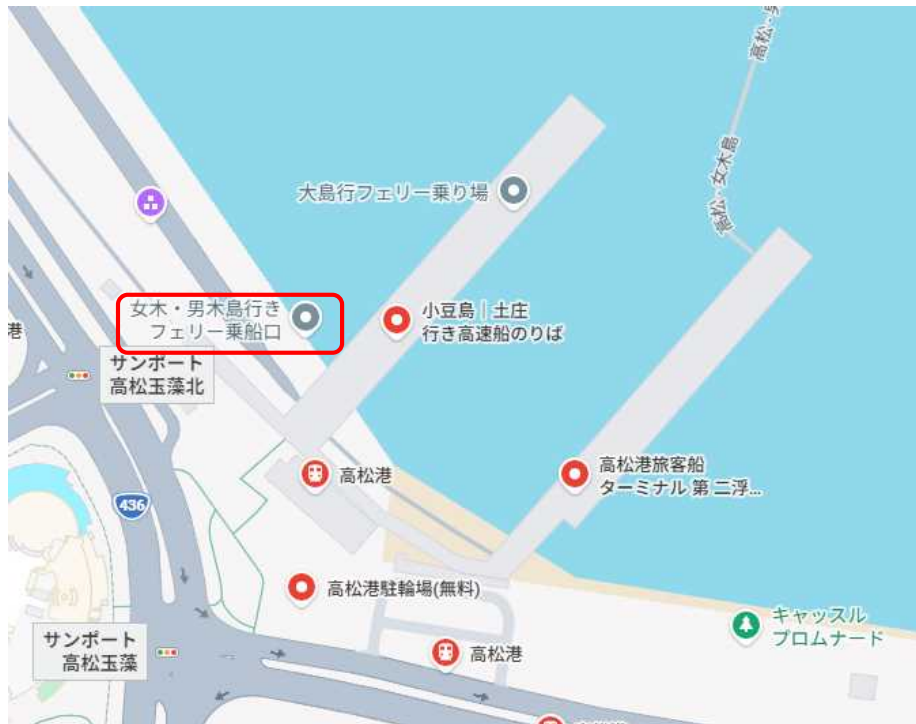 高松・男
高松・女木島
大島行フェリー乗り場
女木・男木島行き
フェリー乗船口
小豆島｜土庄
行き高速船のりば
港
サンポート
高松玉藻北
高松港
高松港旅客船
ターミナル 第 二浮...
436
高松港駐輪場(無料)
キャッスル
プロムナード
サンポート
高松玉藻
高松港